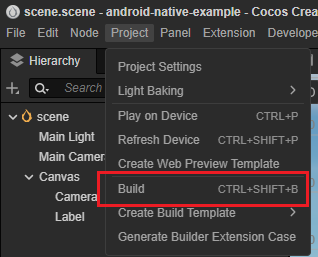 scene.scene - android-native-example - Cocos Crea
File Edit Node Project Panel Extension Develope
Hierarchy
Search
Project Settings
Light Baking
Play on Device CTRL+P
Refresh Device CTRL+SHIFT+P
Create Web Preview Template
Build CTRL+SHIFT+B
Create Build Template
Generate Builder Extension Case
scene
Main Light
Main Camer
Canvas
Camera
Label